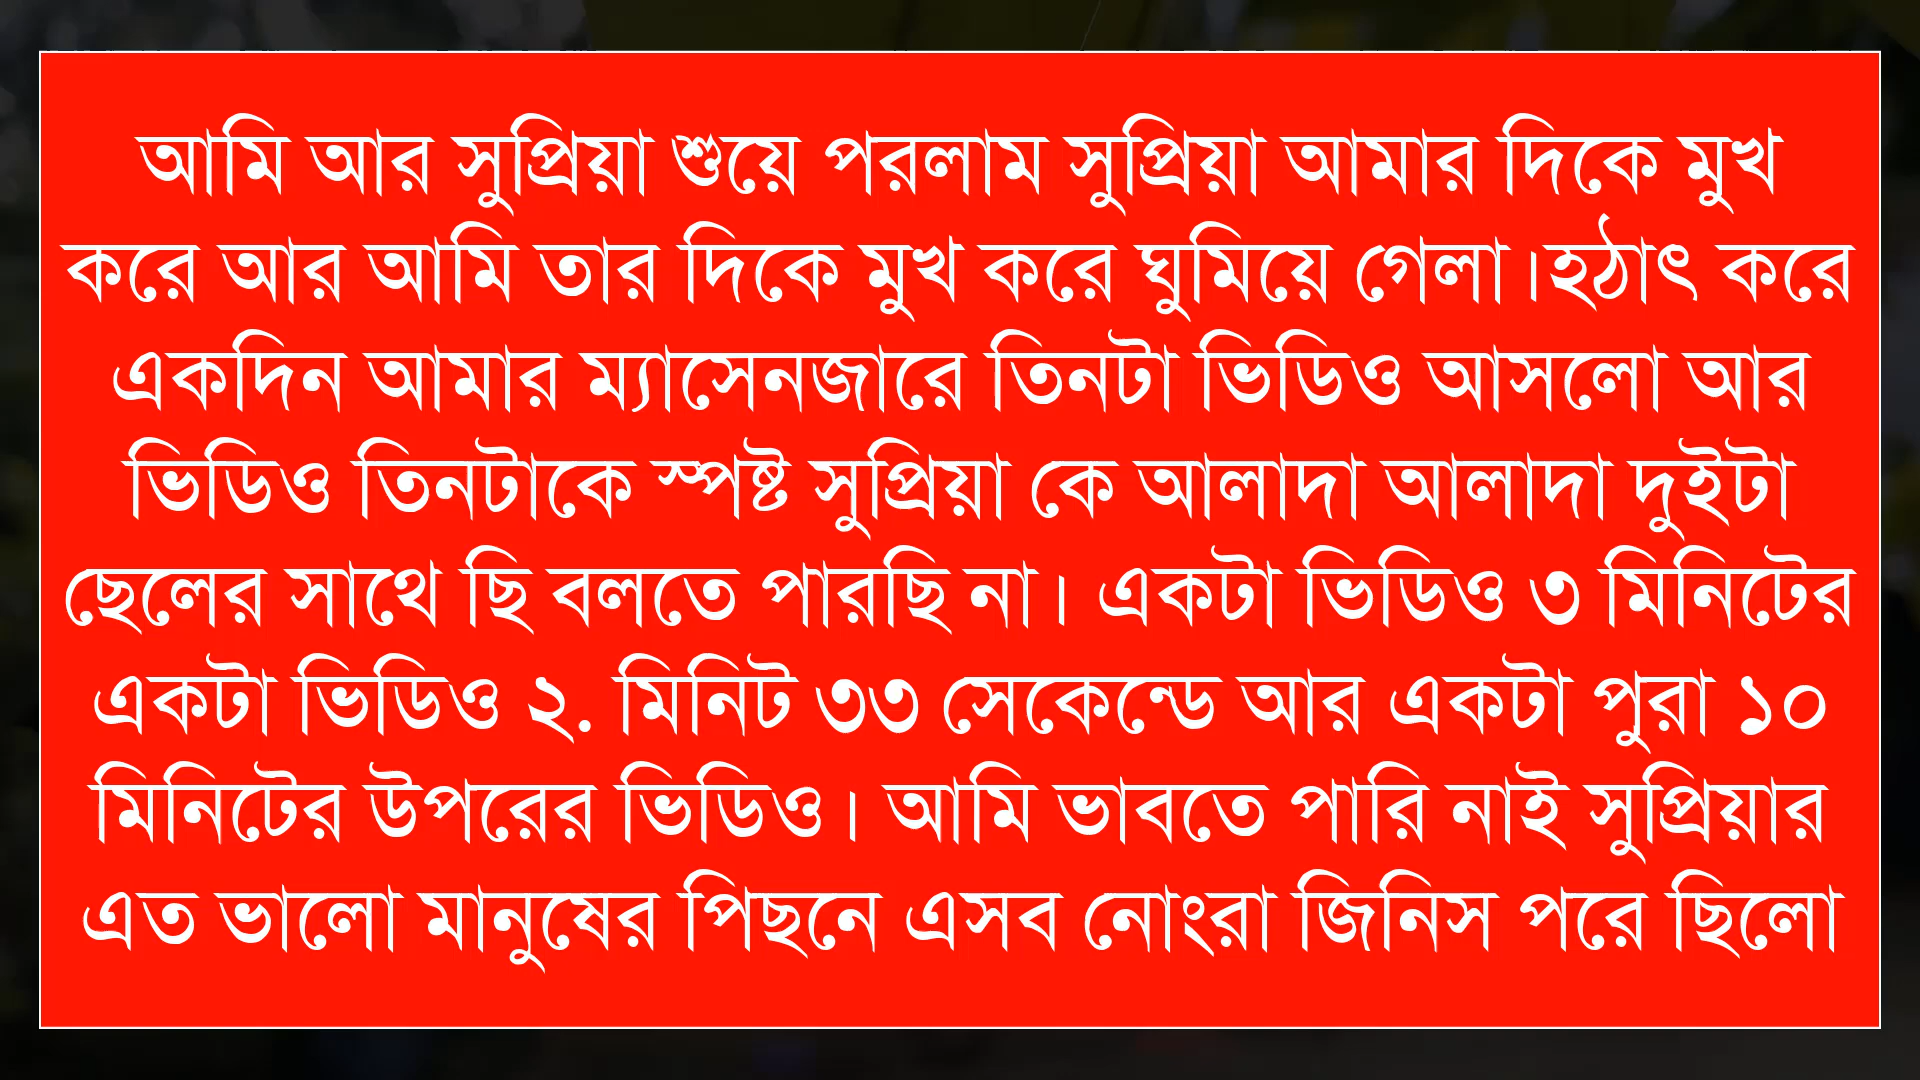 আমি আর সুপ্রিয়া শুয়ে পরলাম সুপ্রিয়া আমার দিকে মুখ
করে আর আমি তার দিকে মুখ করে ঘুমিয়ে গেলা।হঠাৎ করে
একদিন আমার ম্যাসেনজারে তিনটা ভিডিও আসলো আর
ভিডিও তিনটাকে স্পষ্ট সুপ্রিয়া কে আলাদা আলাদা দুইটা
ছেলের সাথে ছি বলতে পারছি না। একটা ভিডিও ৩ মিনিটের
একটা ভিডিও ২. মিনিট ৩৩ সেকেন্ডে আর একটা পুরা ১০
মিনিটের উপরের ভিডিও। আমি ভাবতে পারি নাই সুপ্রিয়ার
এত ভালো মানুষের পিছনে এসব নোংরা জিনিস পরে ছিলো